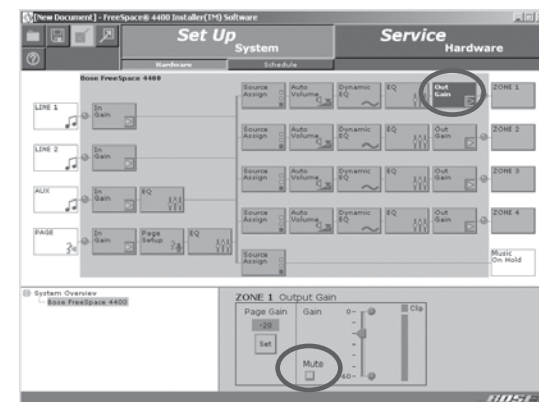 [New Document] - FreeSpace® 4400 Installer(TM) Software
Set Up
System
Service
Hardware
Hardware
Schedule
Bose FreeSpace 4400
LINE 1
In Gain
Source Assign
Auto Volume
Dynamic EQ
EQ
Out Gain
ZONE 1
LINE 2
In Gain
Source Assign
Auto Volume
Dynamic EQ
EQ
Out Gain
ZONE 2
AUX
In Gain
EQ
Source Assign
Auto Volume
Dynamic EQ
EQ
Out Gain
ZONE 3
PAGE
In Gain
Page Setup
EQ
Source Assign
Auto Volume
Dynamic EQ
EQ
Out Gain
ZONE 4
Source Assign
Music On Hold
System Overview
Bose FreeSpace 4400
ZONE 1 Output Gain
Page Gain
-20
Set
Gain
0-
-60-
Clip
Mute
BOSE